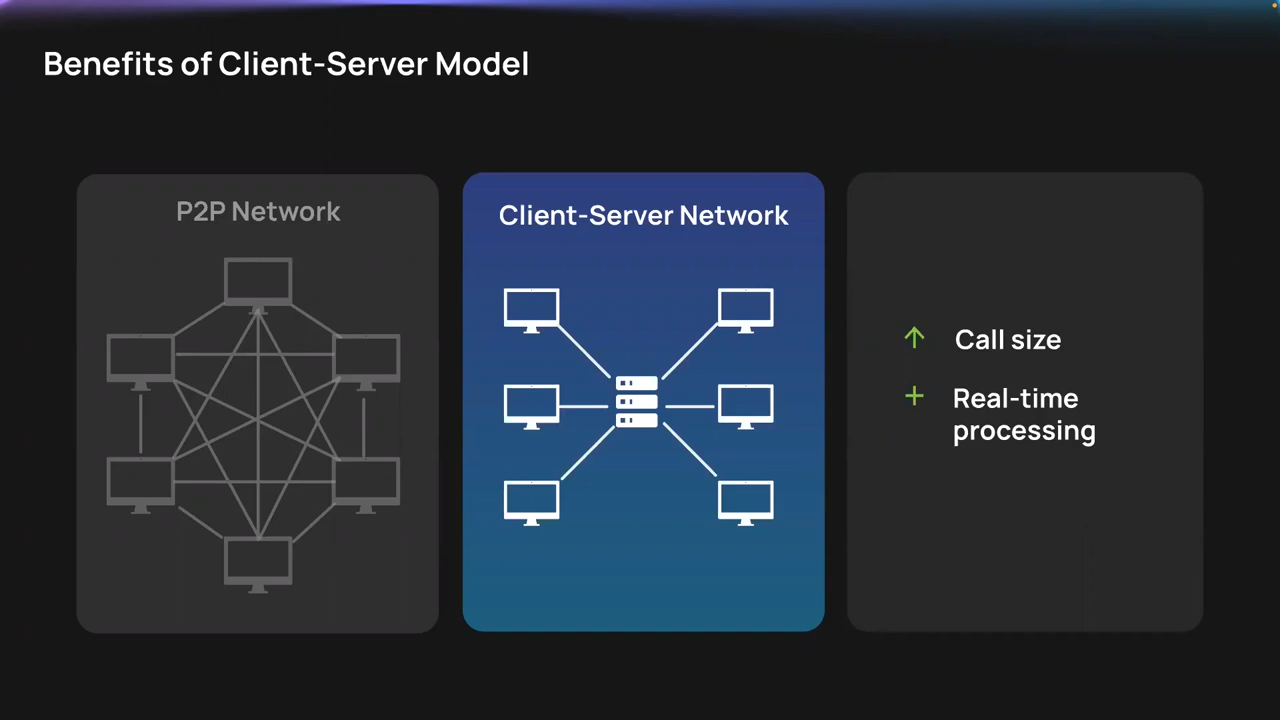 Benefits of Client-Server Model
P2P Network
Client-Server Network
Call size
Real-time
processing